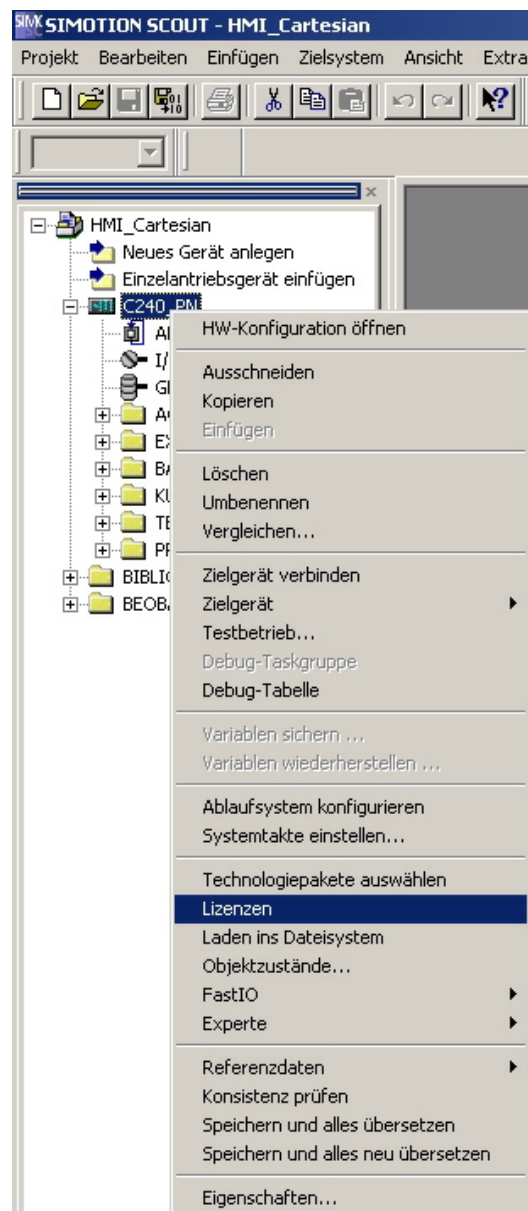 SIMOTION SCOUT - HMI_Cartesian
Projekt Bearbeiten Einfügen Zielsystem Ansicht Extra
HMI_Cartesian
Neues Gerät anlegen
Einzelantriebsgerät einfügen
C240_PN
I/
BIBLIO
BEOBA
HW-Konfiguration öffnen
Ausschneiden
Kopieren
Einfügen
Löschen
Umbenennen
Vergleichen...
Zielgerät verbinden
Zielgerät
Testbetrieb...
Debug-Taskgruppe
Debug-Tabelle
Variablen sichern ...
Variablen wiederherstellen ...
Ablaufsystem konfigurieren
Systemtakte einstellen...
Technologiepakete auswählen
Lizenzen
Laden ins Dateisystem
Objektzustände...
FastIO
Experte
Referenzdaten
Konsistenz prüfen
Speichern und alles übersetzen
Speichern und alles neu übersetzen
Eigenschaften...